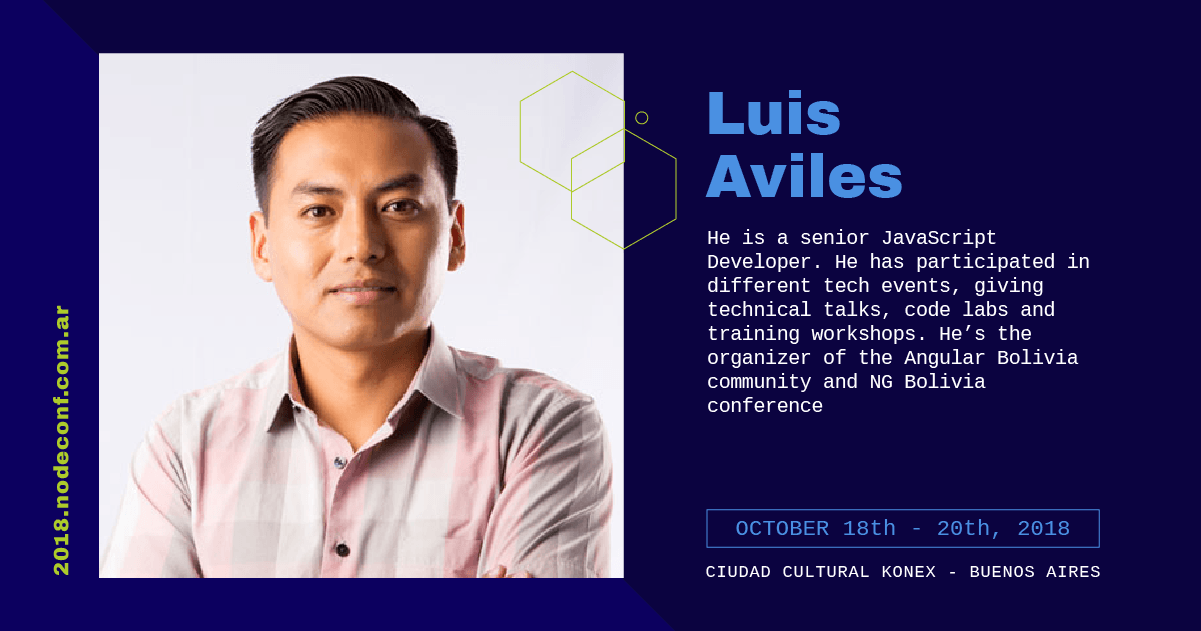 2018.nodeconf.com.ar
Luis
Aviles
He is a senior JavaScript
Developer. He has participated in
different tech events, giving
technical talks, code labs and
training workshops. He’s the
organizer of the Angular Bolivia
community and NG Bolivia
conference
OCTOBER 18th - 20th, 2018
CIUDAD CULTURAL KONEX - BUENOS AIRES